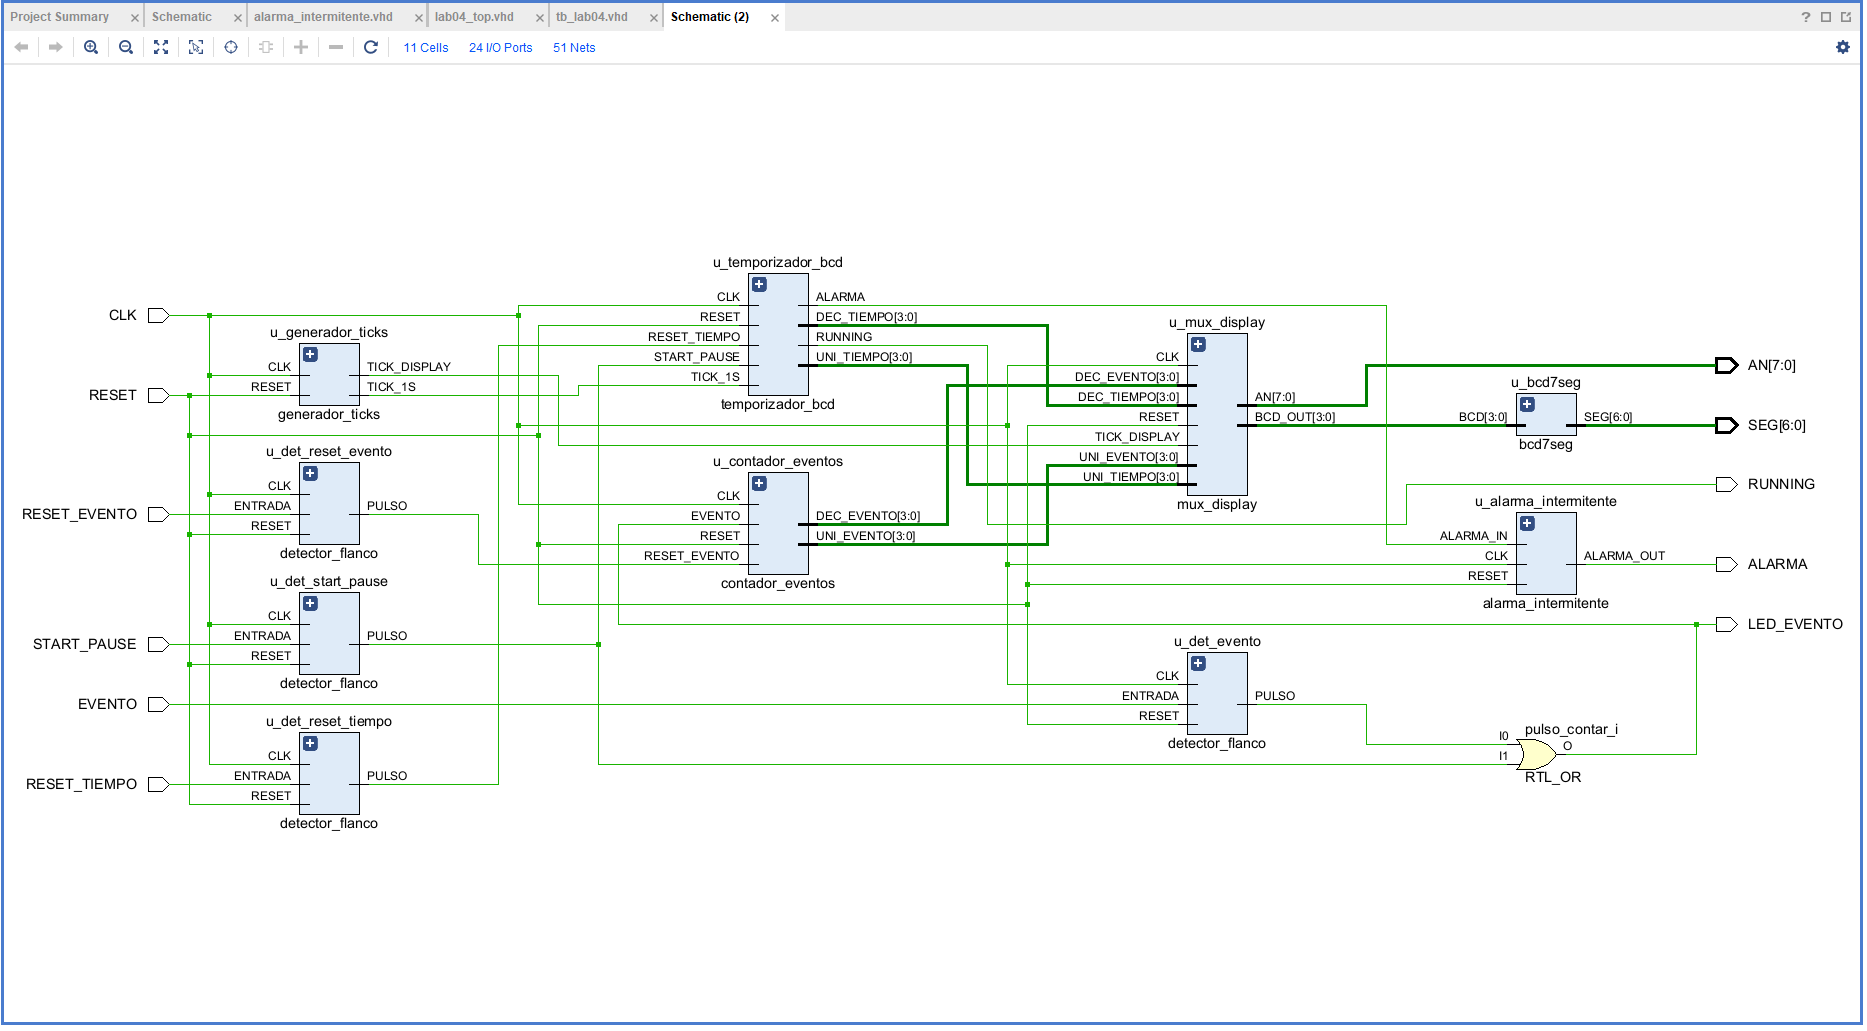 Project Summary
Schematic
alarma_intermitente.vhd
lab04_top.vhd
tb_lab04.vhd
Schematic (2)
11 Cells
24 I/O Ports
51 Nets
CLK
RESET
RESET_EVENTO
START_PAUSE
EVENTO
RESET_TIEMPO
u_generador_ticks
CLK
RESET
TICK_DISPLAY
TICK_1S
generador_ticks
u_det_reset_evento
CLK
ENTRADA
RESET
PULSO
detector_flanco
u_det_start_pause
CLK
ENTRADA
RESET
PULSO
detector_flanco
u_det_reset_tiempo
CLK
ENTRADA
RESET
PULSO
detector_flanco
u_temporizador_bcd
CLK
RESET
RESET_TIEMPO
START_PAUSE
TICK_1S
ALARMA
DEC_TIEMPO[3:0]
RUNNING
UNI_TIEMPO[3:0]
temporizador_bcd
u_contador_eventos
CLK
EVENTO
RESET
RESET_EVENTO
DEC_EVENTO[3:0]
UNI_EVENTO[3:0]
contador_eventos
u_mux_display
CLK
DEC_EVENTO[3:0]
DEC_TIEMPO[3:0]
RESET
TICK_DISPLAY
UNI_EVENTO[3:0]
UNI_TIEMPO[3:0]
AN[7:0]
BCD_OUT[3:0]
mux_display
u_det_evento
CLK
ENTRADA
RESET
PULSO
detector_flanco
u_bcd7seg
BCD[3:0]
SEG[6:0]
bcd7seg
u_alarma_intermitente
ALARMA_IN
CLK
RESET
ALARMA_OUT
alarma_intermitente
pulso_contar_i
I0
I1
O
RTL_OR
AN[7:0]
SEG[6:0]
RUNNING
ALARMA
LED_EVENTO